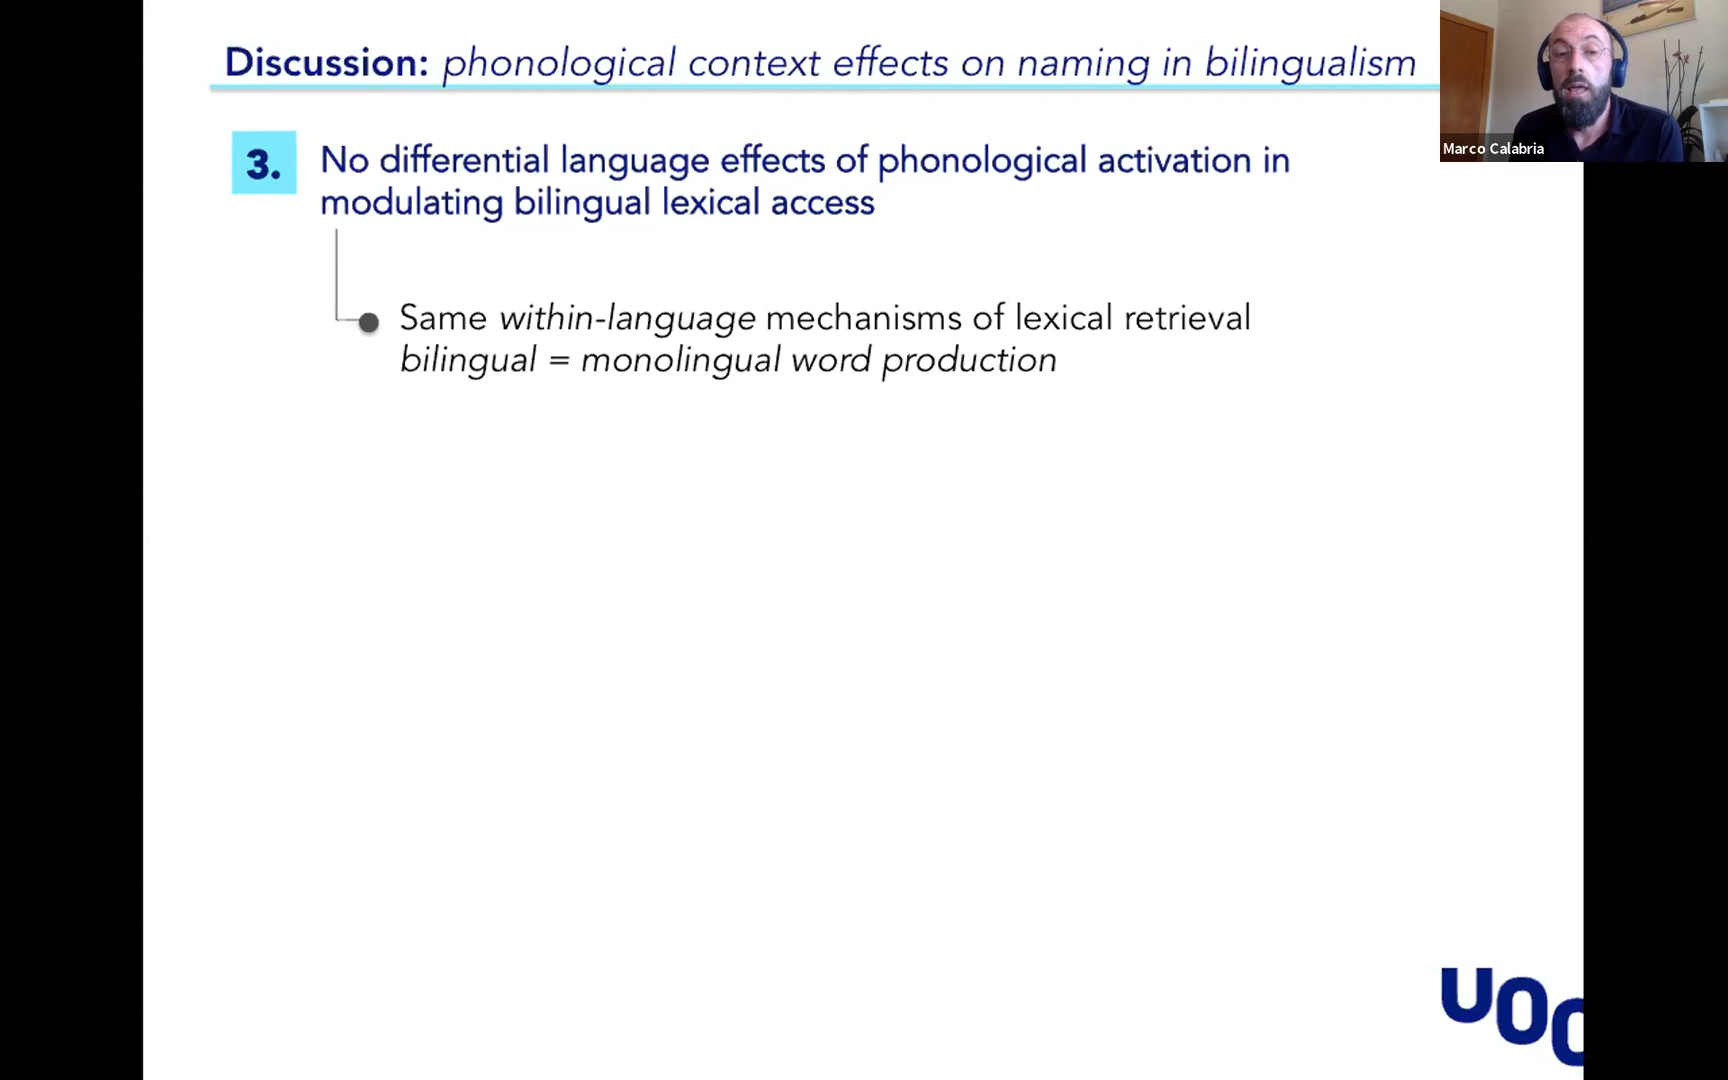 Discussion: phonological context effects on naming in bilingualism
Marco Calabria
3. No differential language effects of phonological activation in
modulating bilingual lexical access
Same within-language mechanisms of lexical retrieval
bilingual = monolingual word production
UOC